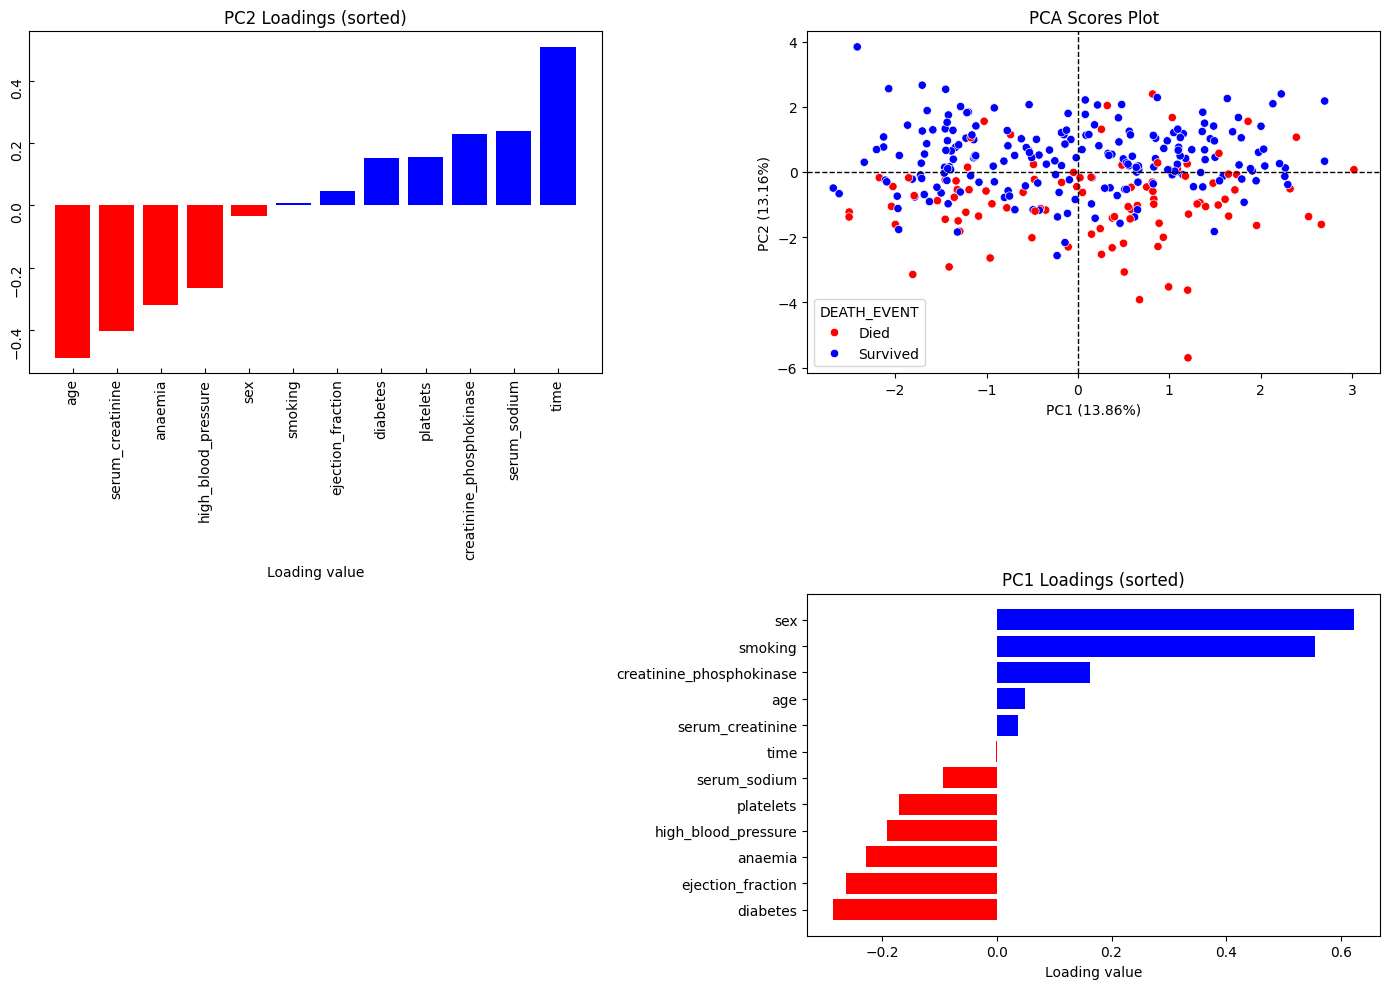 PC2 Loadings (sorted)
0.4
0.2
0.0
−0.2
−0.4
age
serum_creatinine
anaemia
high_blood_pressure
sex
smoking
ejection_fraction
diabetes
platelets
creatinine_phosphokinase
serum_sodium
time
Loading value
PCA Scores Plot
PC2 (13.16%)
4
2
0
−2
−4
−6
DEATH_EVENT
Died
Survived
−2
−1
0
1
2
3
PC1 (13.86%)
PC1 Loadings (sorted)
sex
smoking
creatinine_phosphokinase
age
serum_creatinine
time
serum_sodium
platelets
high_blood_pressure
anaemia
ejection_fraction
diabetes
−0.2
0.0
0.2
0.4
0.6
Loading value